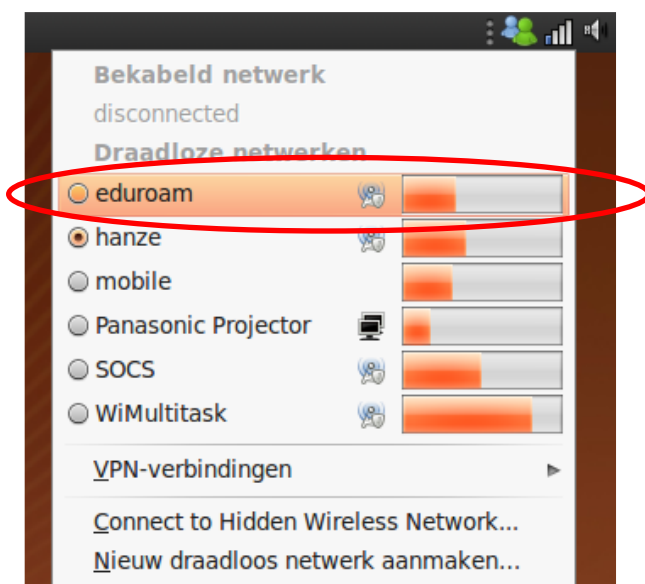 Bekabeld netwerk
disconnected
Draadloze netwerken
eduroam
hanze
mobile
Panasonic Projector
SOCS
WiMultitask
VPN-verbindingen
Connect to Hidden Wireless Network...
Nieuw draadloos netwerk aanmaken...